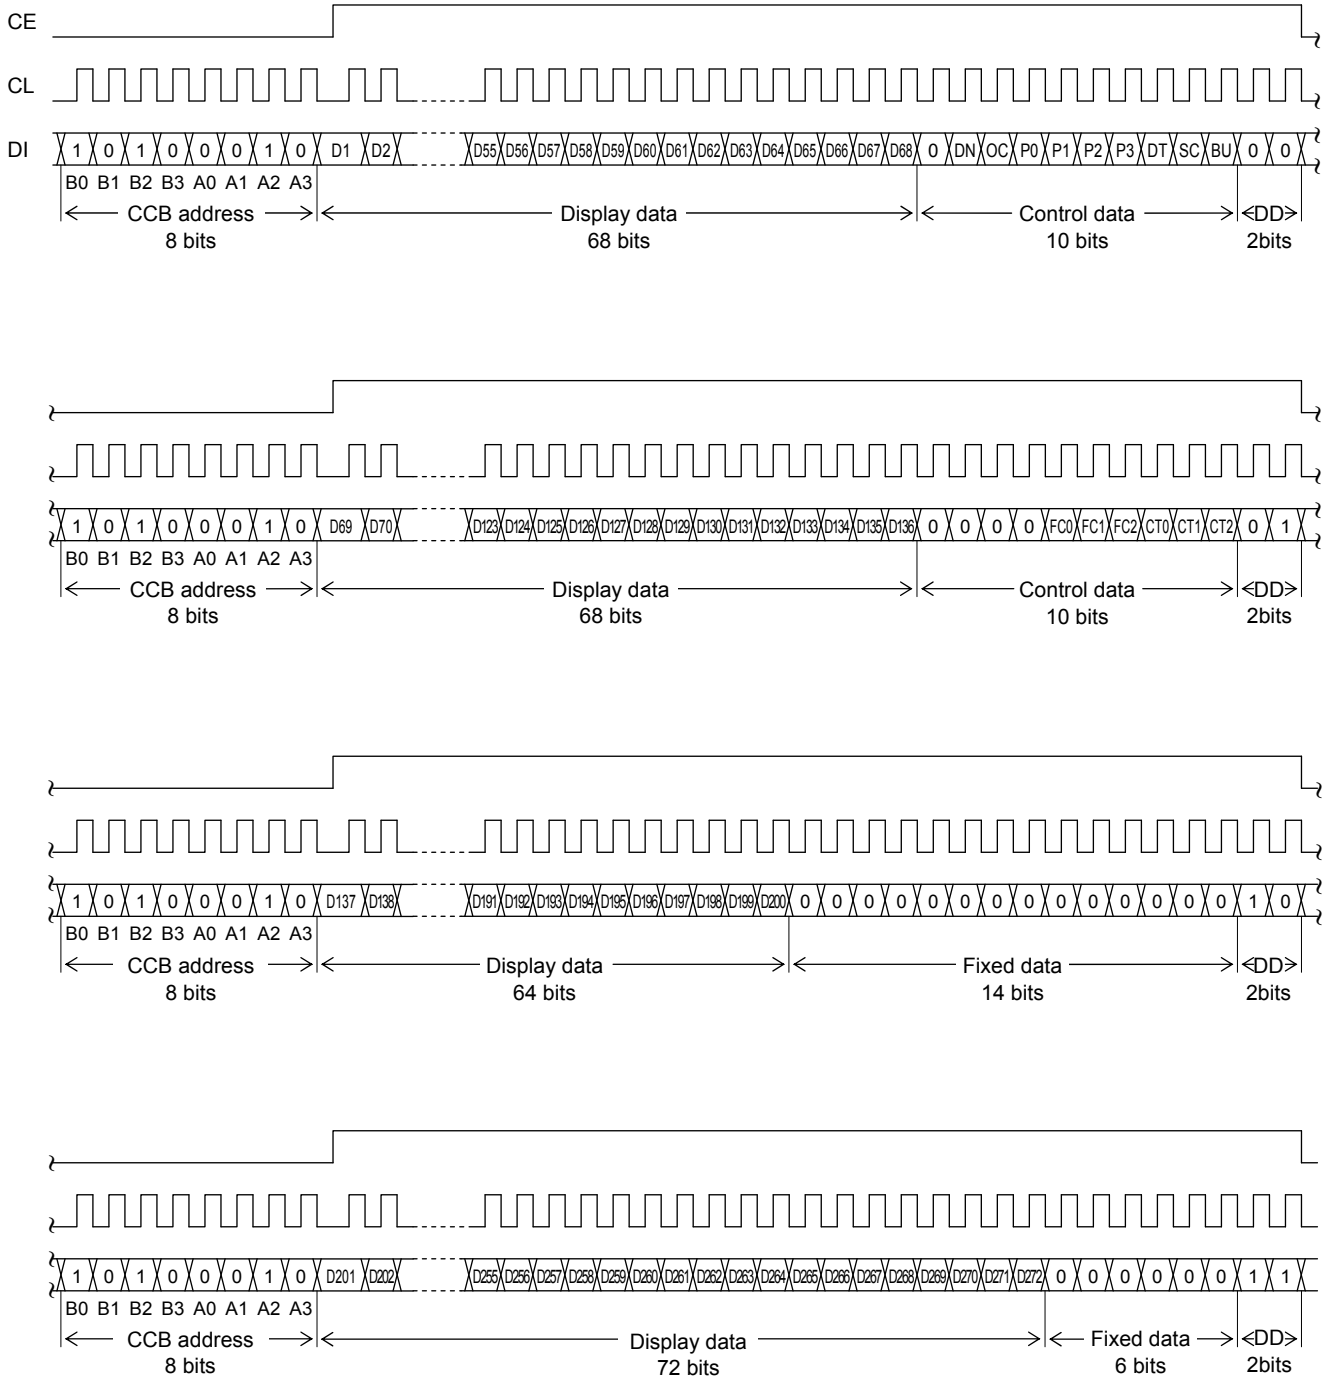 CE
CL
DI 1 0 1 0 0 0 1 0 D1 D2 D55 D56 D57 D58 D59 D60 D61 D62 D63 D64 D65 D66 D67 D68 0 DN OC P0 P1 P2 P3 DT SC BU 0 0
B0 B1 B2 B3 A0 A1 A2 A3
CCB address Display data Control data DD
8 bits 68 bits 10 bits 2bits
1 0 1 0 0 0 1 0 D69 D70 D123 D124 D125 D126 D127 D128 D129 D130 D131 D132 D133 D134 D135 D136 0 0 0 0 FC0 FC1 FC2 CT0 CT1 CT2 0 1
B0 B1 B2 B3 A0 A1 A2 A3
CCB address Display data Control data DD
8 bits 68 bits 10 bits 2bits
1 0 1 0 0 0 1 0 D137 D138 D191 D192 D193 D194 D195 D196 D197 D198 D199 D200 0 0 0 0 0 0 0 0 0 0 0 0 0 0 1 0
B0 B1 B2 B3 A0 A1 A2 A3
CCB address Display data Fixed data DD
8 bits 64 bits 14 bits 2bits
1 0 1 0 0 0 1 0 D201 D202 D255 D256 D257 D258 D259 D260 D261 D262 D263 D264 D265 D266 D267 D268 D269 D270 D271 D272 0 0 0 0 0 0 1 1
B0 B1 B2 B3 A0 A1 A2 A3
CCB address Display data Fixed data DD
8 bits 72 bits 6 bits 2bits